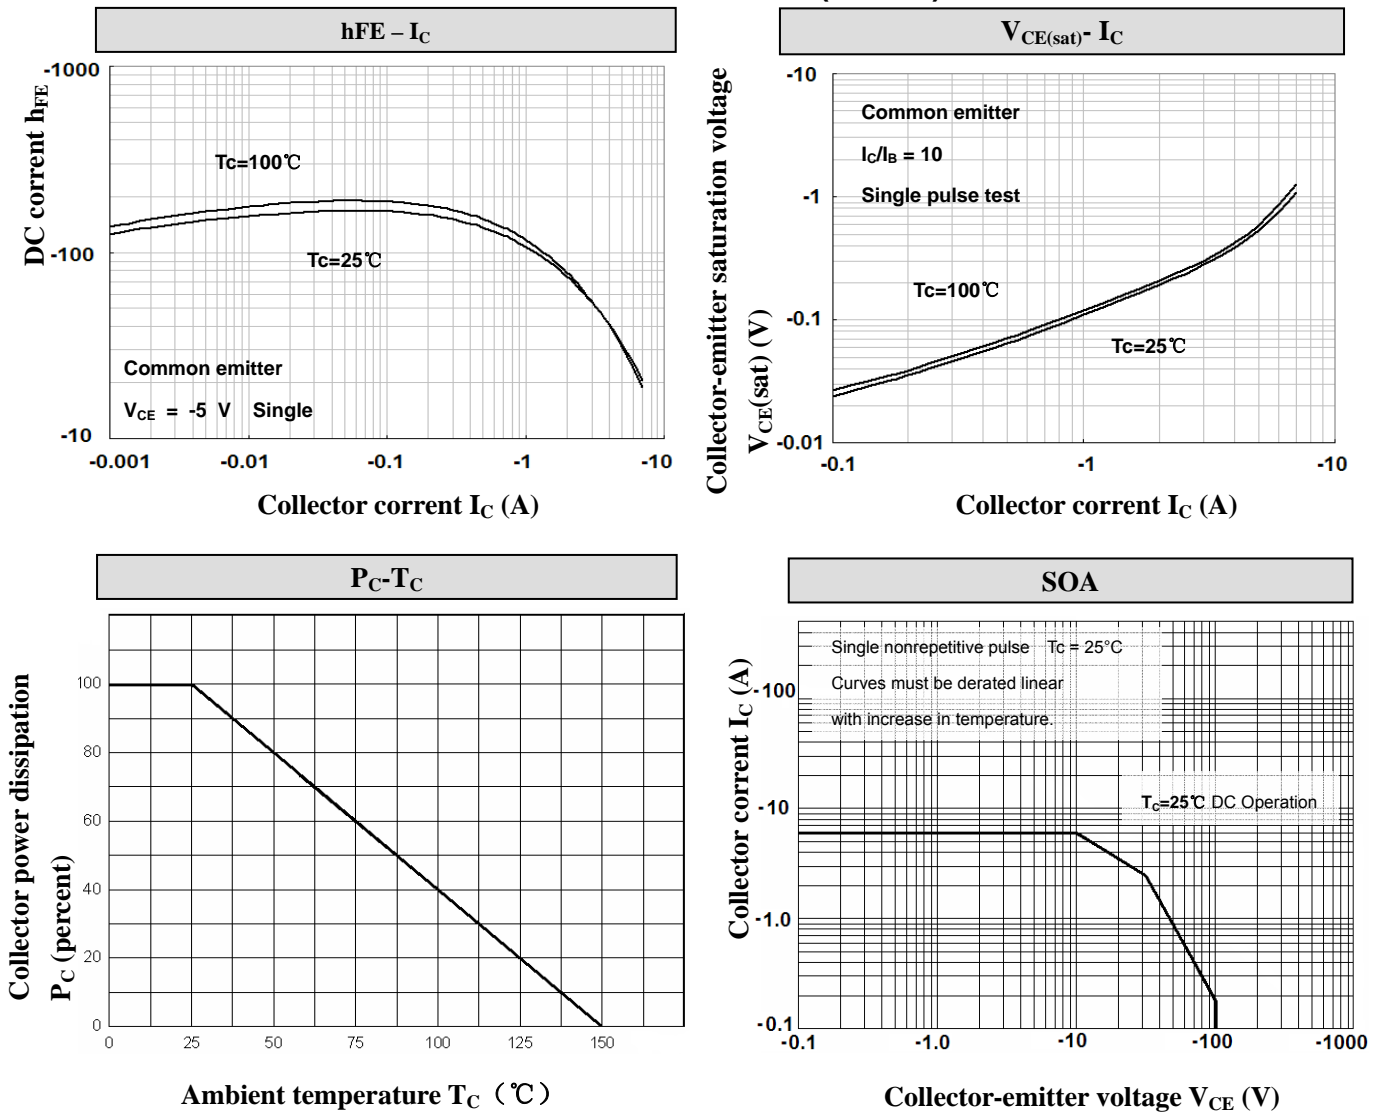 hFE – IC
-1000
-100
-10
DC corrent hFE
Tc=100℃
Tc=25℃
Common emitter
VCE = -5 V Single
-0.001 -0.01 -0.1 -1 -10
Collector corrent IC (A)
VCE(sat)- IC
-10
-1
-0.1
-0.01
Collector-emitter saturation voltage
VCE(sat) (V)
Common emitter
IC/IB = 10
Single pulse test
Tc=100℃
Tc=25℃
-0.1 -1 -10
Collector corrent IC (A)
PC-TC
100
80
60
40
20
0
Collector power dissipation
PC (percent)
0 25 50 75 100 125 150
Ambient temperature TC (℃)
SOA
Single nonrepetitive pulse Tc = 25°C
Curves must be derated linear
with increase in temperature.
TC=25℃ DC Operation
-100
-10
-1.0
-0.1
Collector corrent IC (A)
-0.1 -1.0 -10 -100 -1000
Collector-emitter voltage VCE (V)